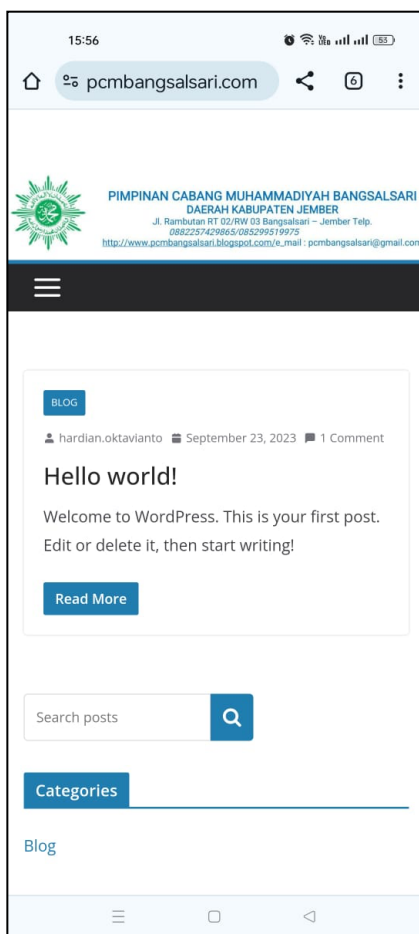 15:56
Vo LTE 53
pcmbangsalsari.com 6
PIMPINAN CABANG MUHAMMADIYAH BANGSALSARI
DAERAH KABUPATEN JEMBER
Jl. Rambutan RT 02/RW 03 Bangsalsari – Jember Telp.
0882257429865/085299519975
http://www.pcmbangsalsari.blogspot.com/e_mail : pcmbangsalsari@gmail.com
BLOG
hardian.oktavianto September 23, 2023 1 Comment
Hello world!
Welcome to WordPress. This is your first post.
Edit or delete it, then start writing!
Read More
Search posts
Categories
Blog